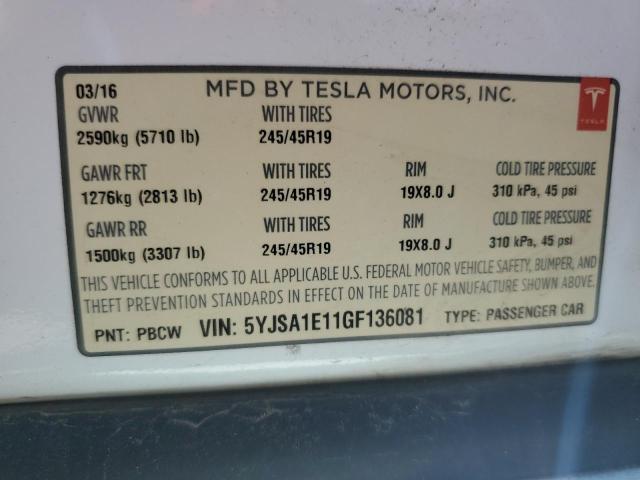 03/16 MFD BY TESLA MOTORS, INC.
TESLA
GVWR WITH TIRES
2590kg (5710 lb) 245/45R19
GAWR FRT WITH TIRES RIM COLD TIRE PRESSURE
1276kg (2813 lb) 245/45R19 19X8.0 J 310 kPa, 45 psi
GAWR RR WITH TIRES RIM COLD TIRE PRESSURE
1500kg (3307 lb) 245/45R19 19X8.0 J 310 kPa, 45 psi
THIS VEHICLE CONFORMS TO ALL APPLICABLE U.S. FEDERAL MOTOR VEHICLE SAFETY, BUMPER, AND
THEFT PREVENTION STANDARDS IN EFFECT ON THE DATE OF MANUFACTURE SHOWN ABOVE.
PNT: PBCW VIN: 5YJSA1E11GF136081 TYPE: PASSENGER CAR